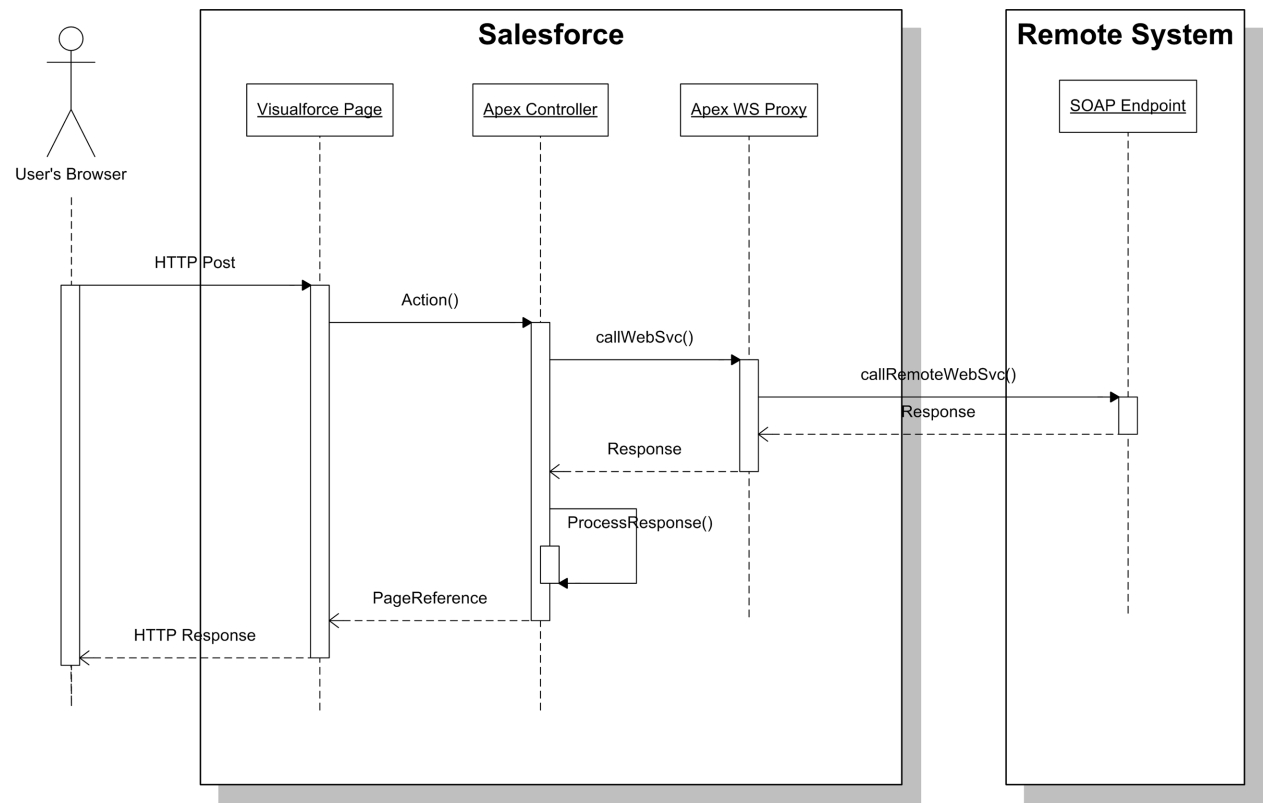 Salesforce
Remote System
Visualforce Page
Apex Controller
Apex WS Proxy
SOAP Endpoint
User's Browser
HTTP Post
Action()
callWebSvc()
callRemoteWebSvc()
Response
Response
ProcessResponse()
PageReference
HTTP Response